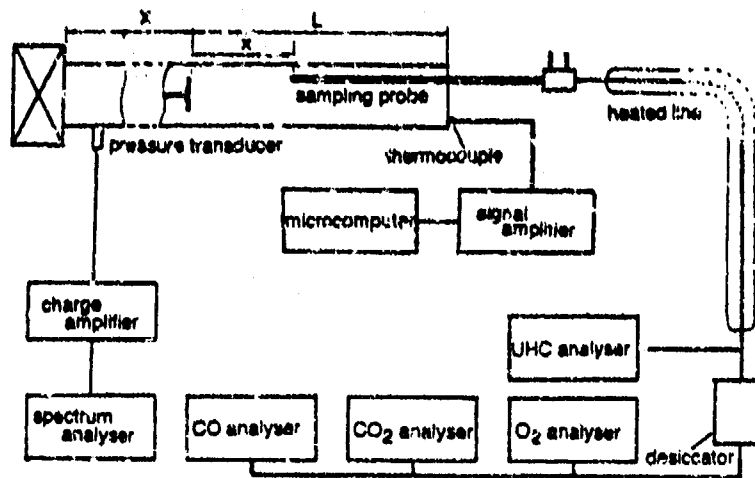 X
L
x
sampling probe
heated line
pressure transducer
thermocouple
microcomputer
signal
amplifier
charge
amplifier
UHC analyser
spectrum
analyser
CO analyser
CO2 analyser
O2 analyser
desiccator